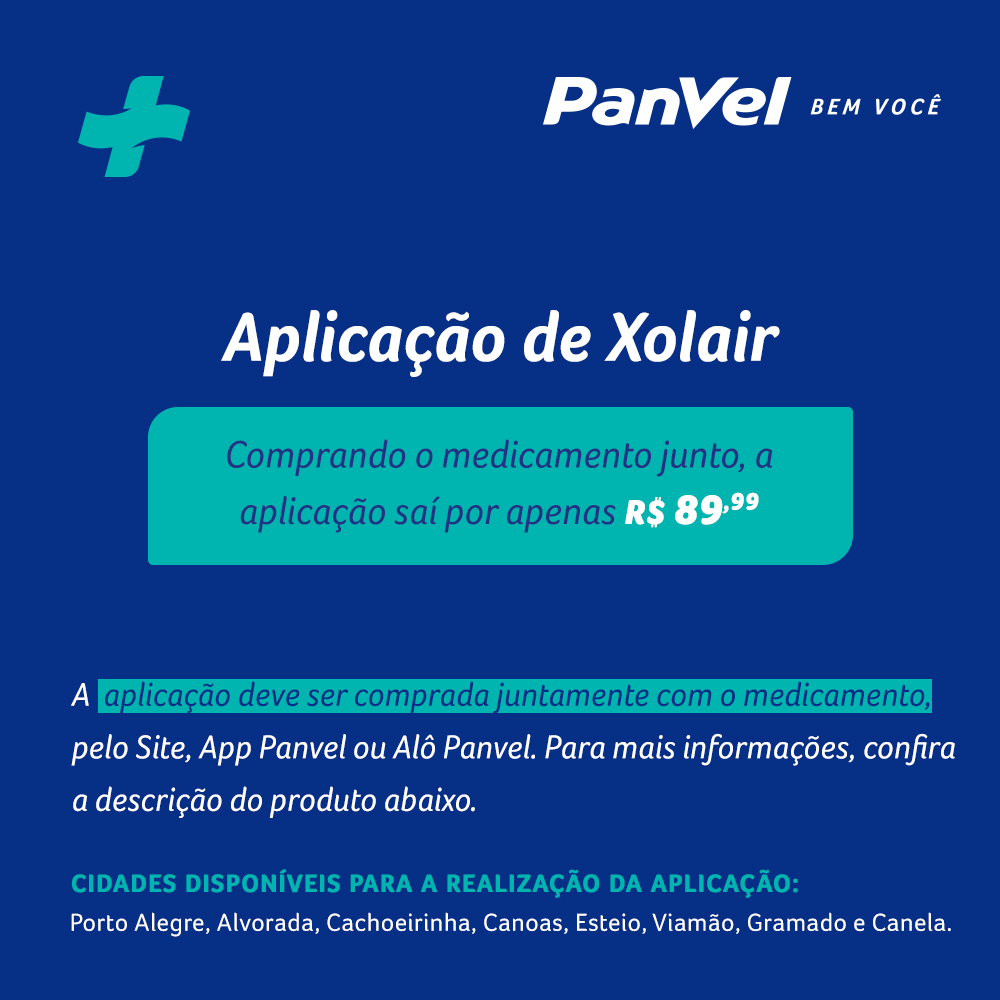 PanVel BEM VOCÊ
Aplicação de Xolair
Comprando o medicamento junto, a
aplicação saí por apenas R$ 89,99
A aplicação deve ser comprada juntamente com o medicamento,
pelo Site, App Panvel ou Alô Panvel. Para mais informações, confira
a descrição do produto abaixo.
CIDADES DISPONÍVEIS PARA A REALIZAÇÃO DA APLICAÇÃO:
Porto Alegre, Alvorada, Cachoeirinha, Canoas, Esteio, Viamão, Gramado e Canela.